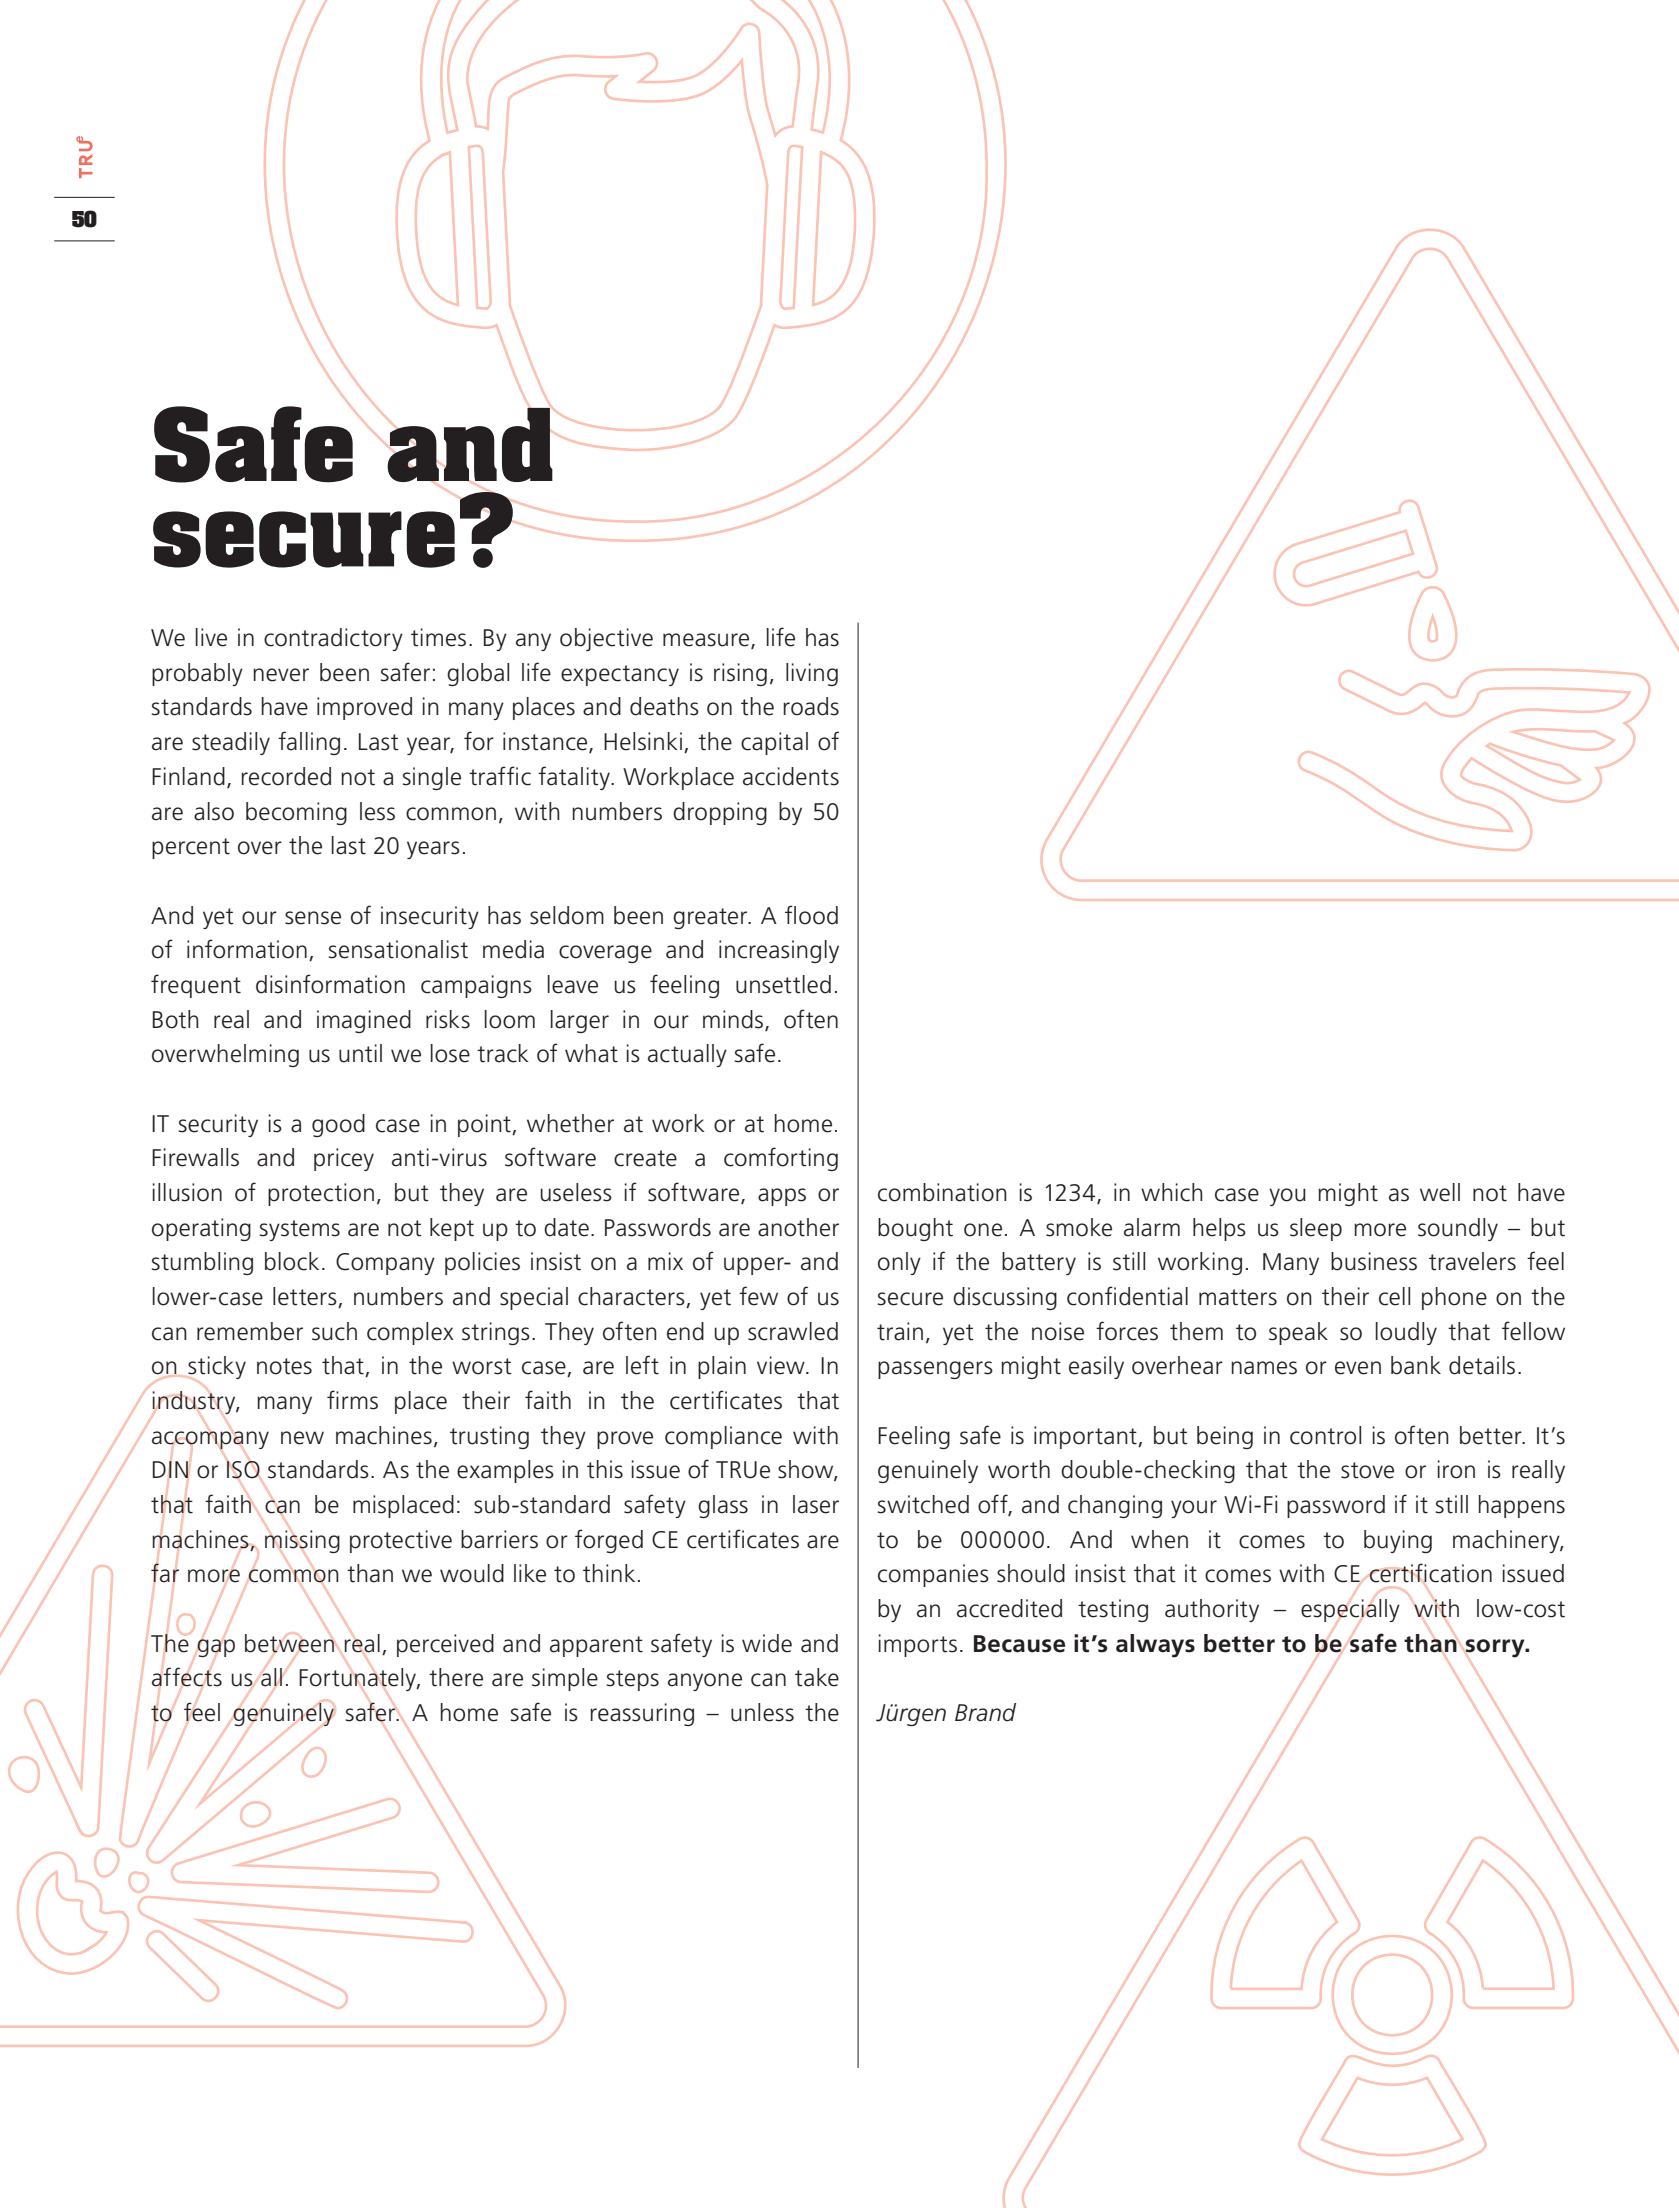 TRUe
50
Safe and
secure?
We live in contradictory times. By any objective measure, life has
probably never been safer: global life expectancy is rising, living
standards have improved in many places and deaths on the roads
are steadily falling. Last year, for instance, Helsinki, the capital of
Finland, recorded not a single traffic fatality. Workplace accidents
are also becoming less common, with numbers dropping by 50
percent over the last 20 years.
And yet our sense of insecurity has seldom been greater. A flood
of information, sensationalist media coverage and increasingly
frequent disinformation campaigns leave us feeling unsettled.
Both real and imagined risks loom larger in our minds, often
overwhelming us until we lose track of what is actually safe.
IT security is a good case in point, whether at work or at home.
Firewalls and pricey anti-virus software create a comforting
illusion of protection, but they are useless if software, apps or
operating systems are not kept up to date. Passwords are another
stumbling block. Company policies insist on a mix of upper- and
lower-case letters, numbers and special characters, yet few of us
can remember such complex strings. They often end up scrawled
on sticky notes that, in the worst case, are left in plain view. In
industry, many firms place their faith in the certificates that
accompany new machines, trusting they prove compliance with
DIN or ISO standards. As the examples in this issue of TRUe show,
that faith can be misplaced: sub-standard safety glass in laser
machines, missing protective barriers or forged CE certificates are
far more common than we would like to think.
The gap between real, perceived and apparent safety is wide and
affects us all. Fortunately, there are simple steps anyone can take
to feel genuinely safer. A home safe is reassuring – unless the
combination is 1234, in which case you might as well not have
bought one. A smoke alarm helps us sleep more soundly – but
only if the battery is still working. Many business travelers feel
secure discussing confidential matters on their cell phone on the
train, yet the noise forces them to speak so loudly that fellow
passengers might easily overhear names or even bank details.
Feeling safe is important, but being in control is often better. It’s
genuinely worth double-checking that the stove or iron is really
switched off, and changing your Wi-Fi password if it still happens
to be 000000. And when it comes to buying machinery,
companies should insist that it comes with CE certification issued
by an accredited testing authority – especially with low-cost
imports. Because it’s always better to be safe than sorry.
Jürgen Brand